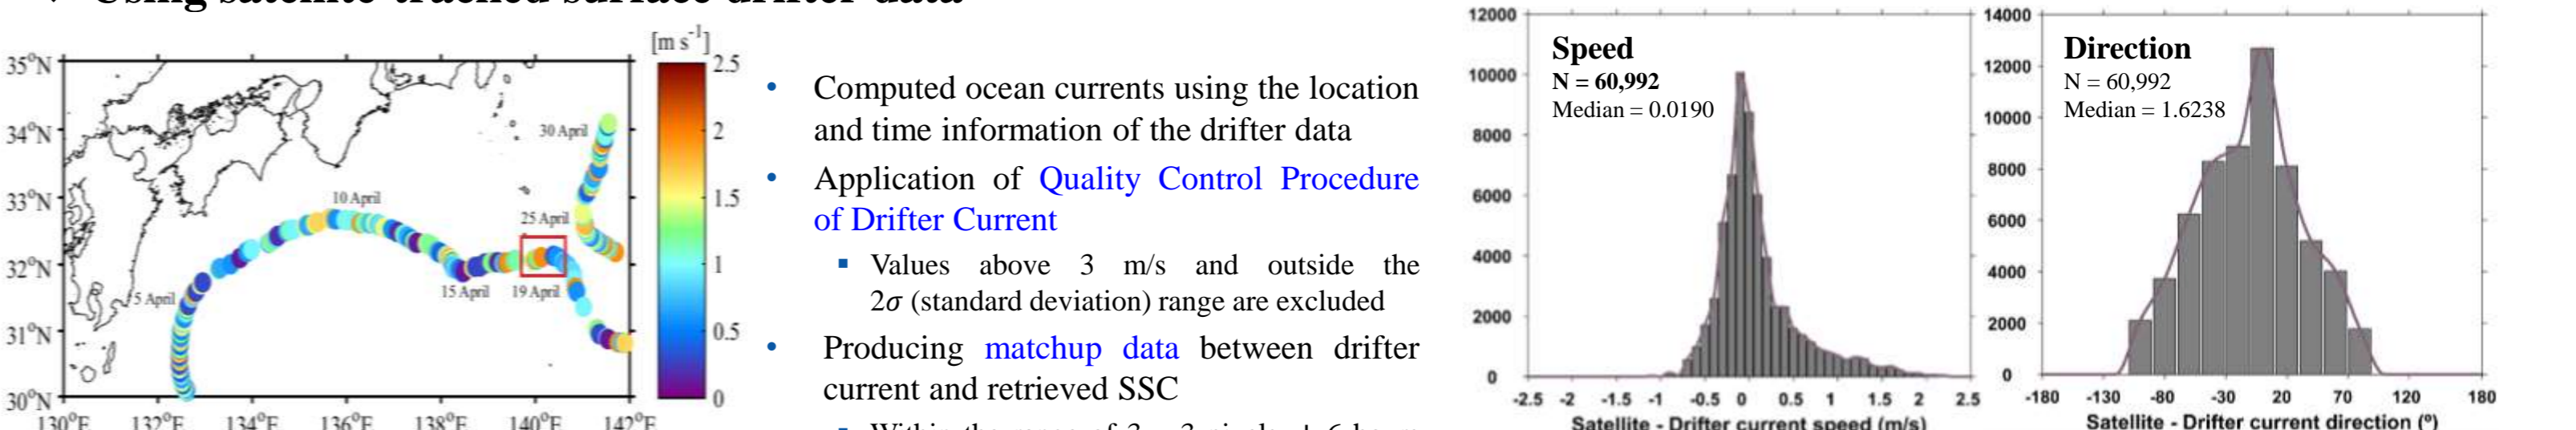 Using satellite-tracked surface drifter data
[m s⁻¹]
35°N
34°N
33°N
32°N
31°N
30°N
130°E 132°E 134°E 136°E 138°E 140°E 142°E
30 April
10 April
25 April
5 April
15 April
19 April
2.5
2
1.5
1
0.5
0
• Computed ocean currents using the location
and time information of the drifter data
• Application of Quality Control Procedure
of Drifter Current
▪ Values above 3 m/s and outside the
2σ (standard deviation) range are excluded
• Producing matchup data between drifter
current and retrieved SSC
Speed
N = 60,992
Median = 0.0190
12000
10000
8000
6000
4000
2000
0
-2.5 -2 -1.5 -1 -0.5 0 0.5 1 1.5 2 2.5
Satellite - Drifter current speed (m/s)
Direction
N = 60,992
Median = 1.6238
14000
12000
10000
8000
6000
4000
2000
0
-180 -130 -80 -30 20 70 120 180
Satellite - Drifter current direction (º)